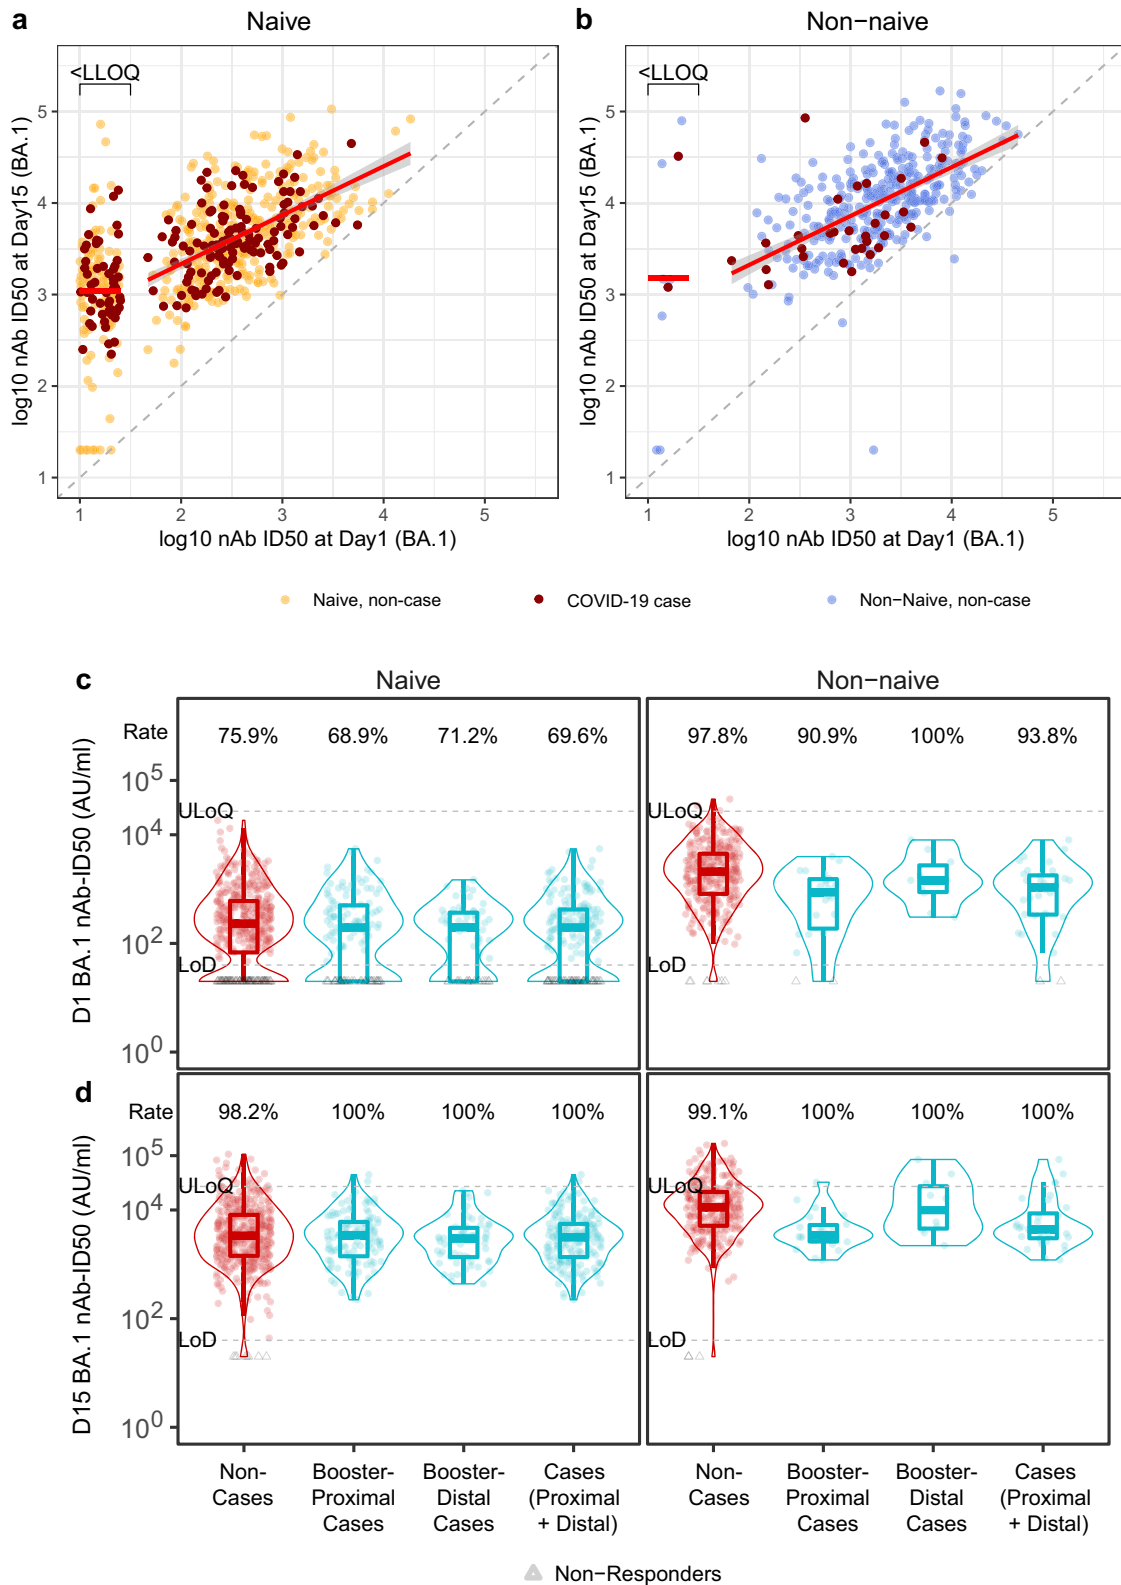 a Naive
b Non−naive
<LLOQ
<LLOQ
log10 nAb ID50 at Day15 (BA.1)
5
4
3
2
1
1 2 3 4 5
log10 nAb ID50 at Day1 (BA.1)
log10 nAb ID50 at Day15 (BA.1)
5
4
3
2
1
1 2 3 4 5
log10 nAb ID50 at Day1 (BA.1)
Naive, non-case COVID-19 case Non−Naive, non-case
c Naive Non−naive
Rate 75.9% 68.9% 71.2% 69.6% 97.8% 90.9% 100% 93.8%
D1 BA.1 nAb-ID50 (AU/ml)
10^5
ULoQ ULoQ
10^4
10^2
LoD LoD
10^0
d
Rate 98.2% 100% 100% 100% 99.1% 100% 100% 100%
D15 BA.1 nAb-ID50 (AU/ml)
10^5
ULoQ ULoQ
10^4
10^2
LoD LoD
10^0
Non- Booster- Booster- Cases Non- Booster- Booster- Cases
Cases Proximal Distal (Proximal Cases Proximal Distal (Proximal
Cases Cases + Distal) Cases Cases + Distal)
Non−Responders